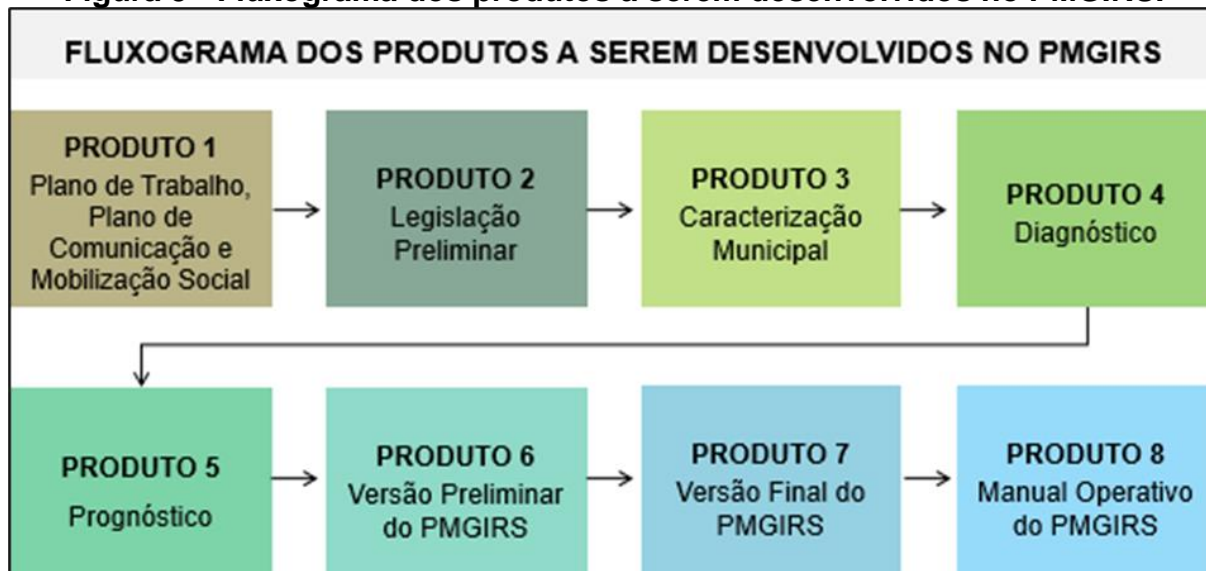 FLUXOGRAMA DOS PRODUTOS A SEREM DESENVOLVIDOS NO PMGIRS
PRODUTO 1
Plano de Trabalho,
Plano de
Comunicação e
Mobilização Social
PRODUTO 2
Legislação
Preliminar
PRODUTO 3
Caracterização
Municipal
PRODUTO 4
Diagnóstico
PRODUTO 5
Prognóstico
PRODUTO 6
Versão Preliminar
do PMGIRS
PRODUTO 7
Versão Final do
PMGIRS
PRODUTO 8
Manual Operativo
do PMGIRS